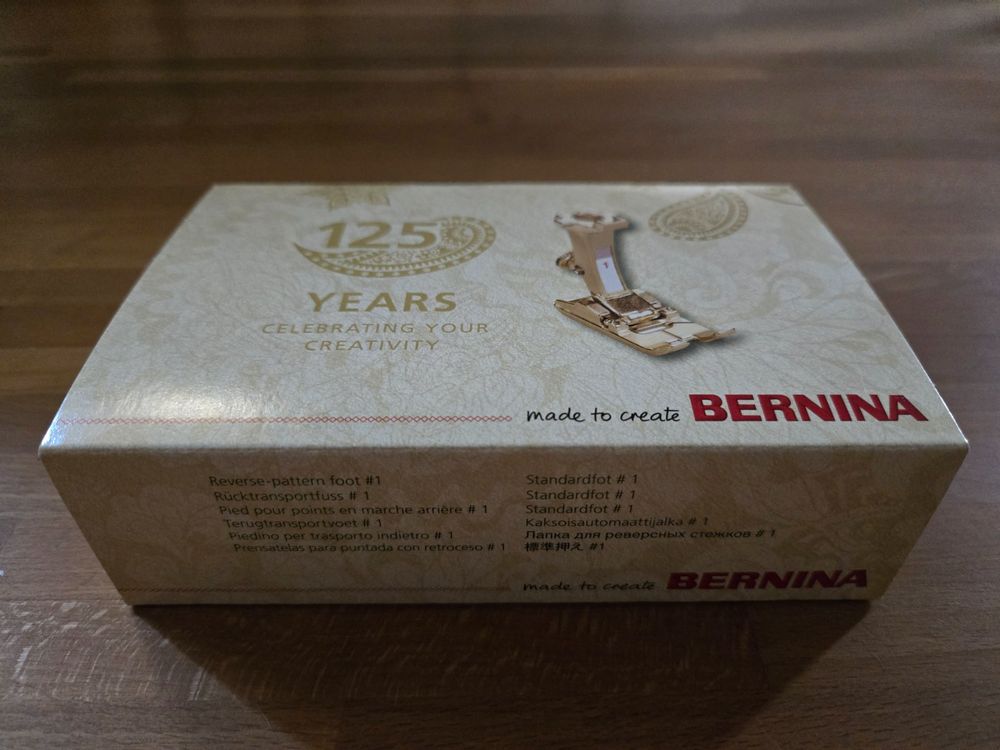 125
YEARS
CELEBRATING YOUR
CREATIVITY
1
made to create BERNINA
Reverse-pattern foot #1
Rücktransportfuss # 1
Pied pour points en marche arrière # 1
Terugtransportvoet # 1
Piedino per trasporto indietro # 1
Prensatelas para puntada con retroceso # 1
Standardfot # 1
Standardfot # 1
Standardfot # 1
Kaksoisautomaattijalka # 1
Лапка для реверсных стежков # 1
標準押え #1
made to create BERNINA